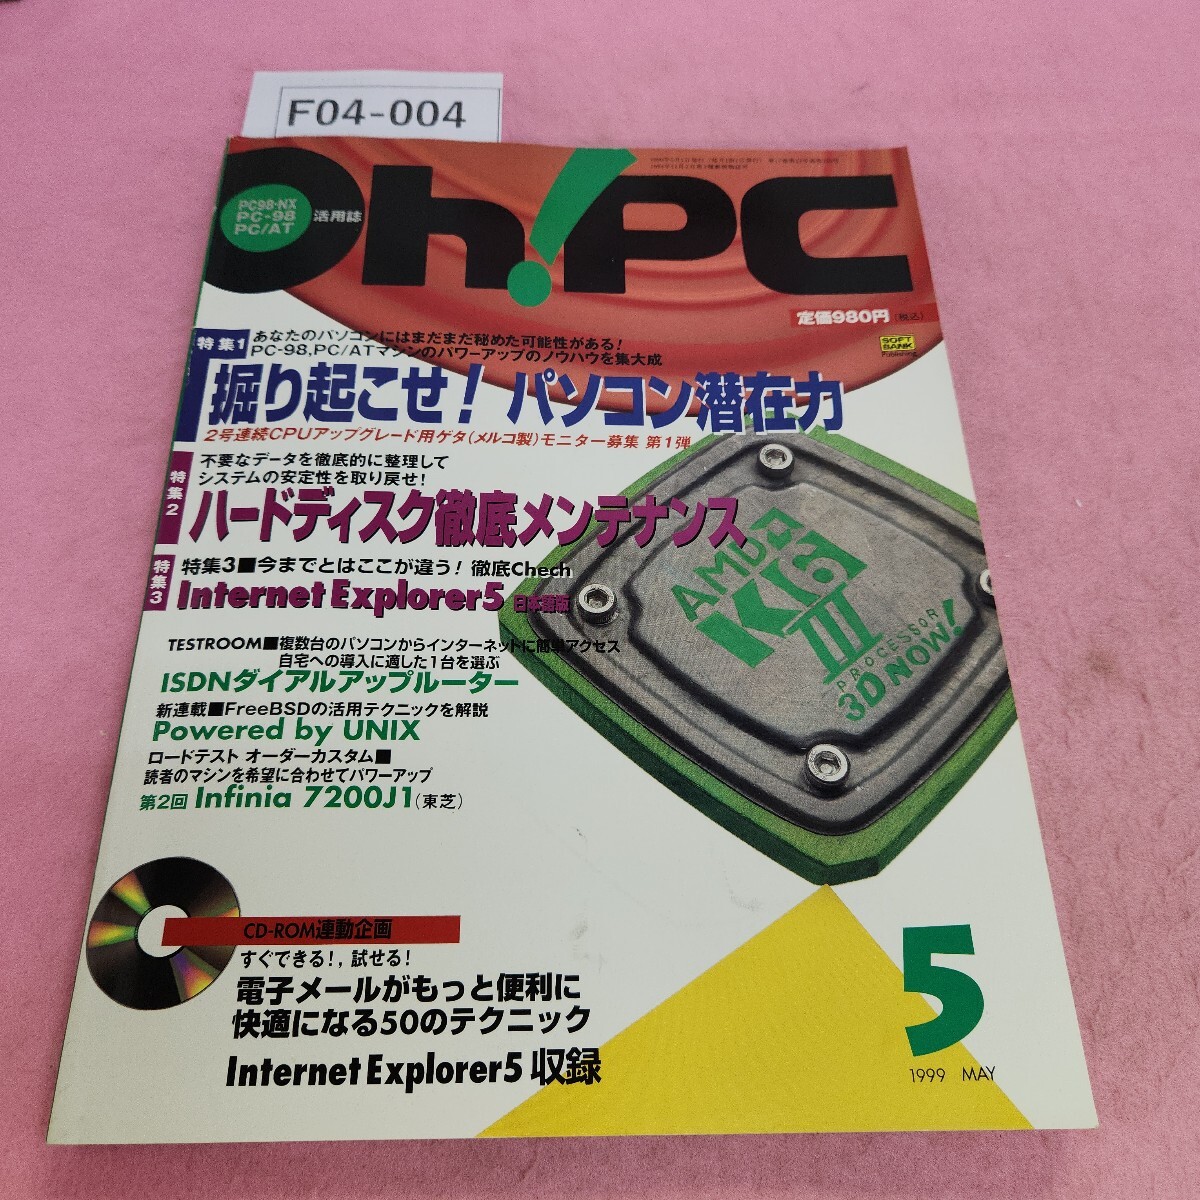 F04-004
Oh!PC
PC98-NX
PC-98
PC/AT
活用誌
定価980円(税込)
SOFT
BANK
Publishing
特集1
あなたのパソコンにはまだまだ秘めた可能性がある!
PC-98,PC/ATマシンのパワーアップのノウハウを集大成
掘り起こせ! パソコン潜在力
2号連続CPUアップグレード用ゲタ(メルコ製)モニター募集 第1弾
特集2
不要なデータを徹底的に整理して
システムの安定性を取り戻せ!
ハードディスク徹底メンテナンス
特集3
特集3■今までとはここが違う! 徹底Chech
Internet Explorer5 日本語版
TESTROOM■複数台のパソコンからインターネットに簡単アクセス
自宅への導入に適した1台を選ぶ
ISDNダイアルアップルーター
新連載■FreeBSDの活用テクニックを解説
Powered by UNIX
ロードテスト オーダーカスタム■
読者のマシンを希望に合わせてパワーアップ
第2回 Infinia 7200J1(東芝)
AMD
K6
III
PROCESSOR
3D NOW!
CD-ROM連動企画
すぐできる!,試せる!
電子メールがもっと便利に
快適になる50のテクニック
Internet Explorer5 収録
5
1999 MAY